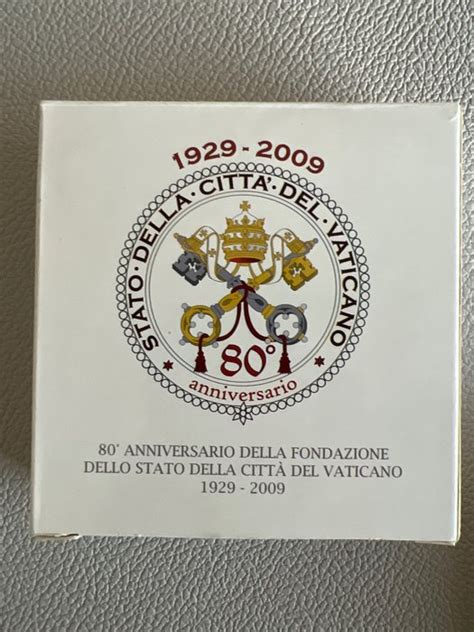 1929 - 2009
STATO · DELLA · CITTA' · DEL · VATICANO
80°
anniversario
80° ANNIVERSARIO DELLA FONDAZIONE
DELLO STATO DELLA CITTÀ DEL VATICANO
1929 - 2009